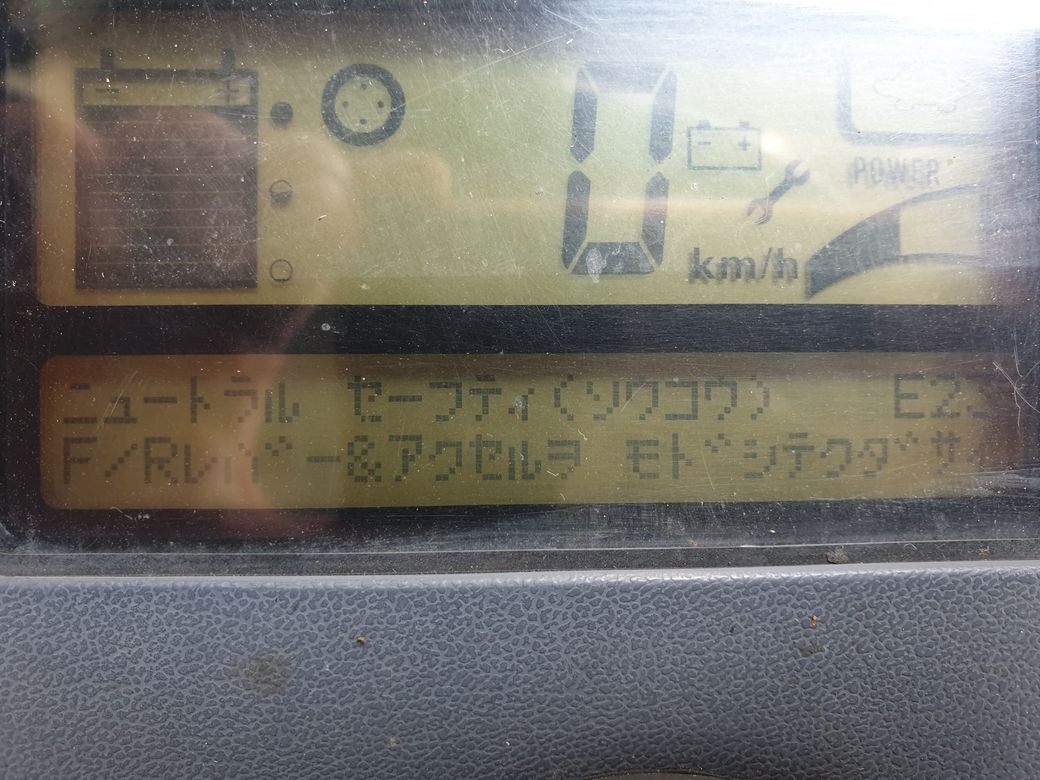 0
km/h
POWER
ニュートラル セーフティ(ソウコウ)
F/Rレバー&アクセルヲ モドシテクダサ